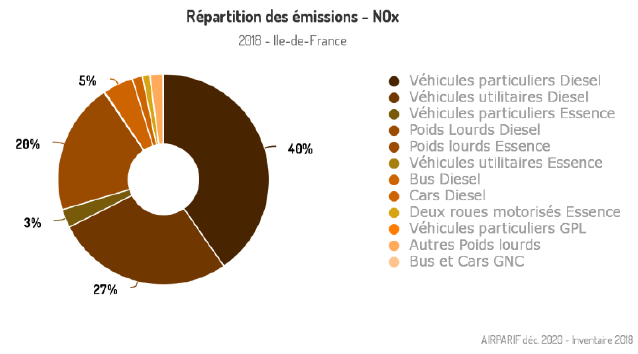 Répartition des émissions - NOx
2018 - Ile-de-France
5%
40%
20%
3%
27%
Véhicules particuliers Diesel
Véhicules utilitaires Diesel
Véhicules particuliers Essence
Poids Lourds Diesel
Poids lourds Essence
Véhicules utilitaires Essence
Bus Diesel
Cars Diesel
Deux roues motorisés Essence
Véhicules particuliers GPL
Autres Poids lourds
Bus et Cars GNC
AIRPARIF déc. 2020 - Inventaire 2018